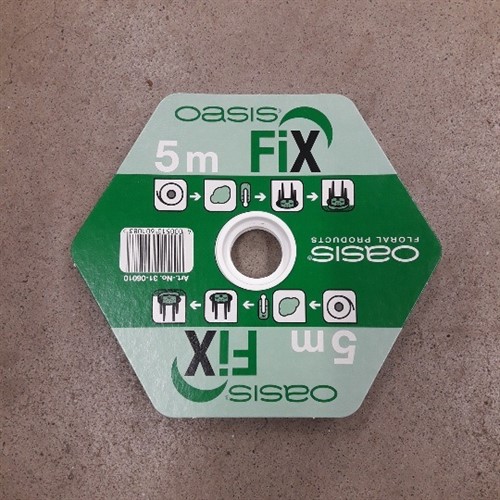 OASIS®
FiX
5 m
OASIS®
FLORAL PRODUCTS
Art.-No. 31-06010
5 m
FiX
OASIS®